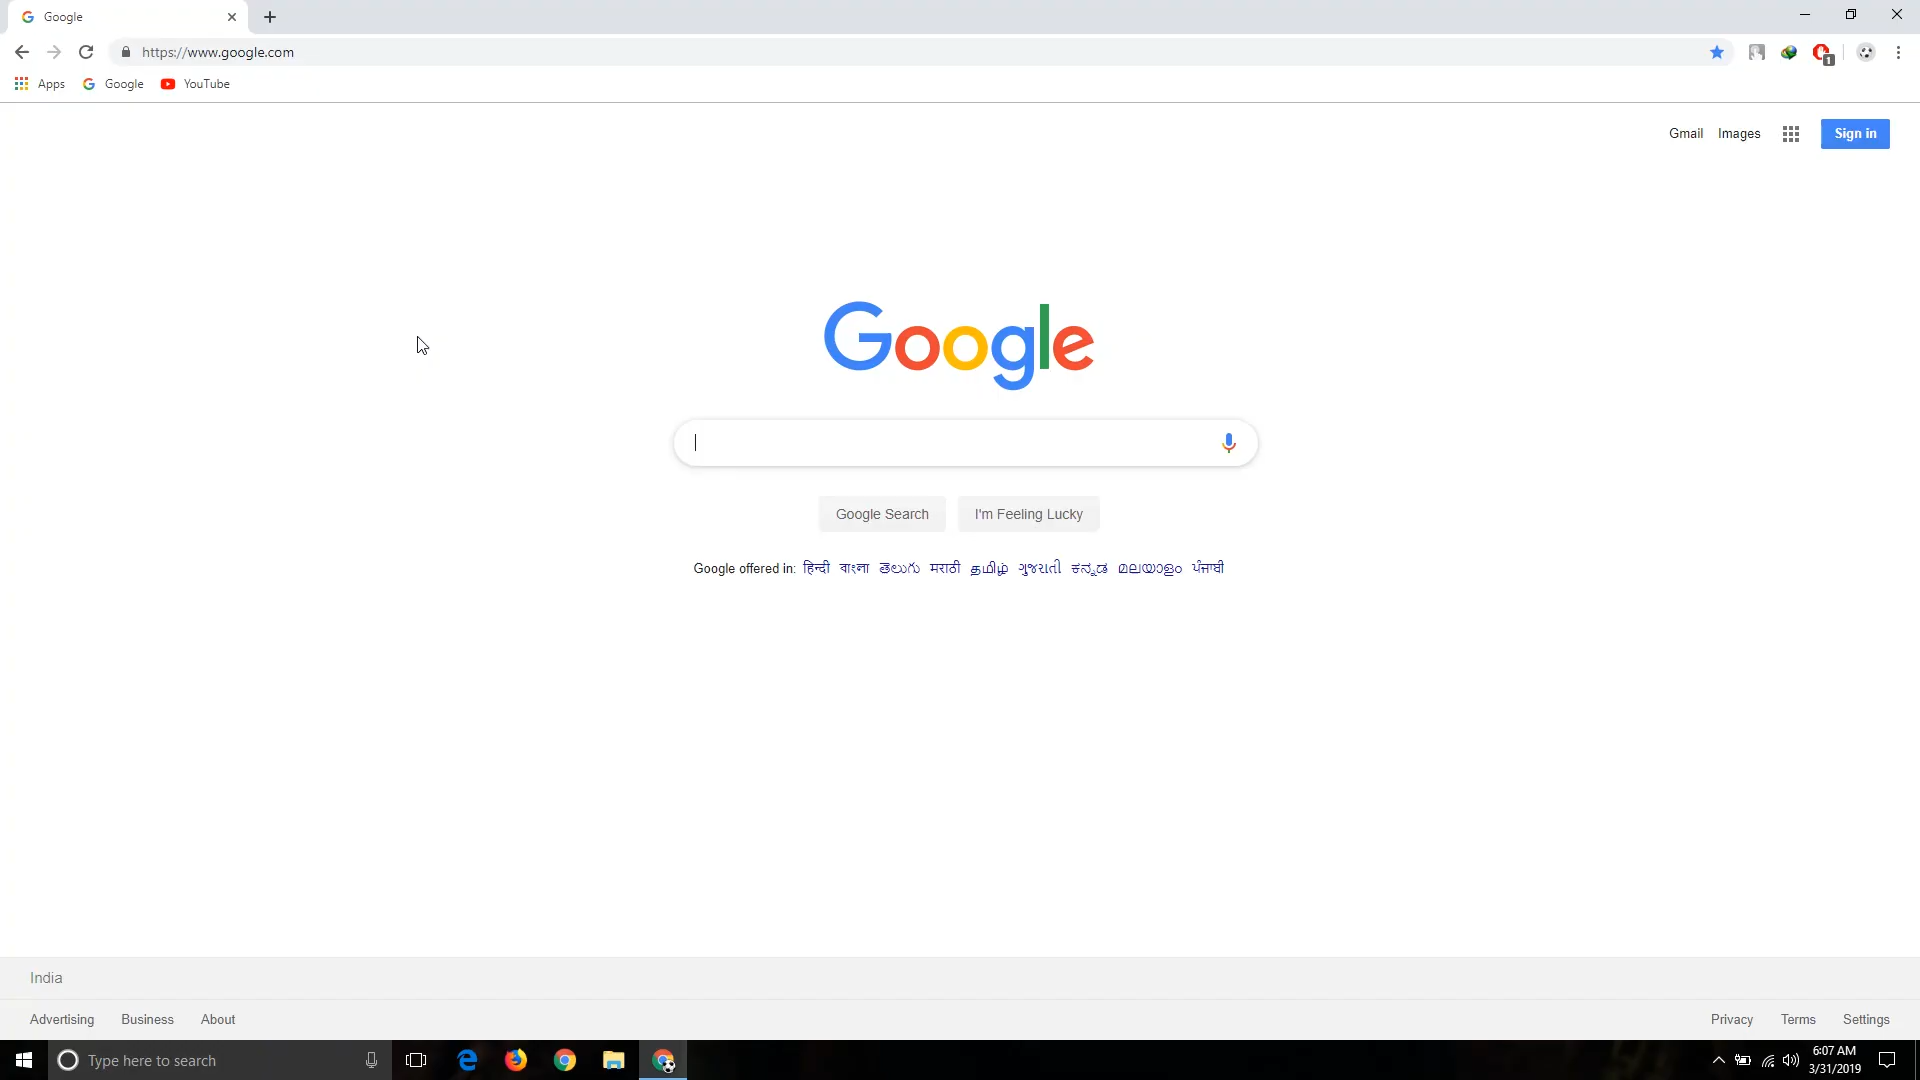 Google
https://www.google.com
Apps Google YouTube
1
Gmail Images Sign in
Google
Google Search I'm Feeling Lucky
Google offered in: हिन्दी বাংলা తెలుగు मराठी தமிழ் ગુજરાતી ಕನ್ನಡ മലയാളം ਪੰਜਾਬੀ
India
Advertising Business About Privacy Terms Settings
Type here to search
6:07 AM
3/31/2019